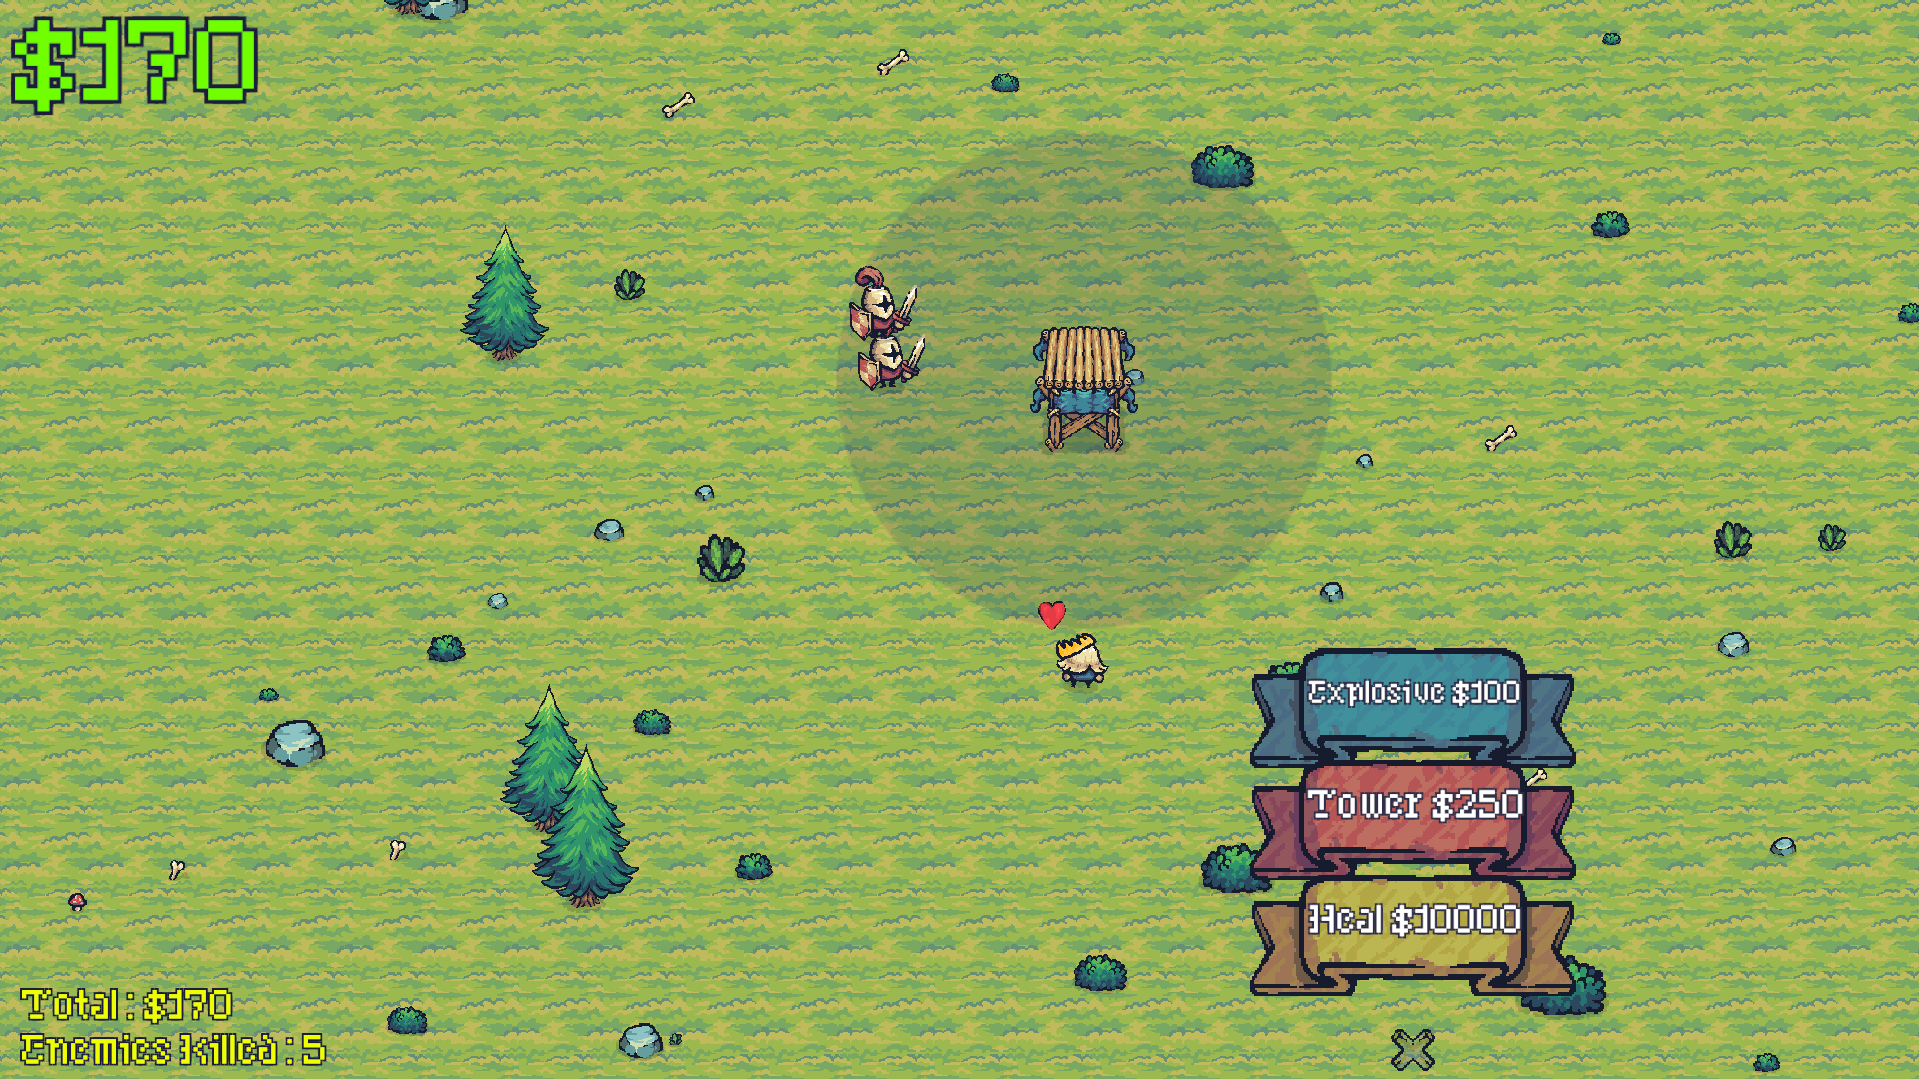 $170
Explosive $100
Tower $250
Heal $10000
Total: $170
Enemies killed: 5